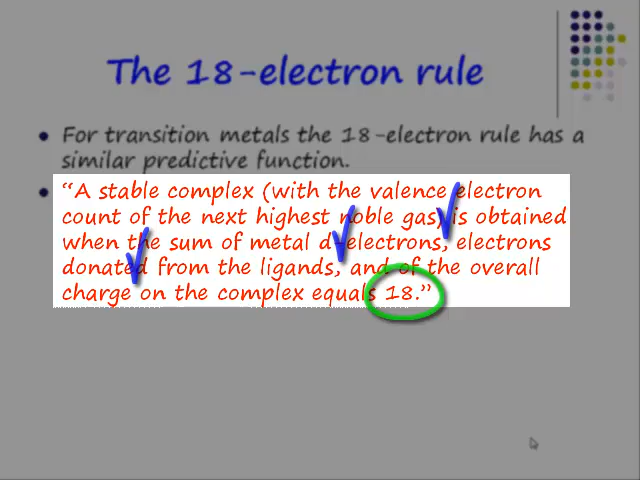 The 18-electron rule
For transition metals the 18-electron rule has a
similar predictive function.
“A stable complex (with the valence electron
count of the next highest noble gas) is obtained
when the sum of metal d-electrons, electrons
donated from the ligands, and of the overall
charge on the complex equals 18.”